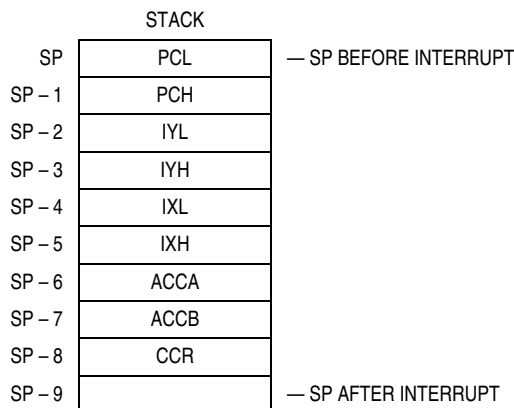 STACK
SP PCL — SP BEFORE INTERRUPT
SP – 1 PCH
SP – 2 IYL
SP – 3 IYH
SP – 4 IXL
SP – 5 IXH
SP – 6 ACCA
SP – 7 ACCB
SP – 8 CCR
SP – 9 — SP AFTER INTERRUPT